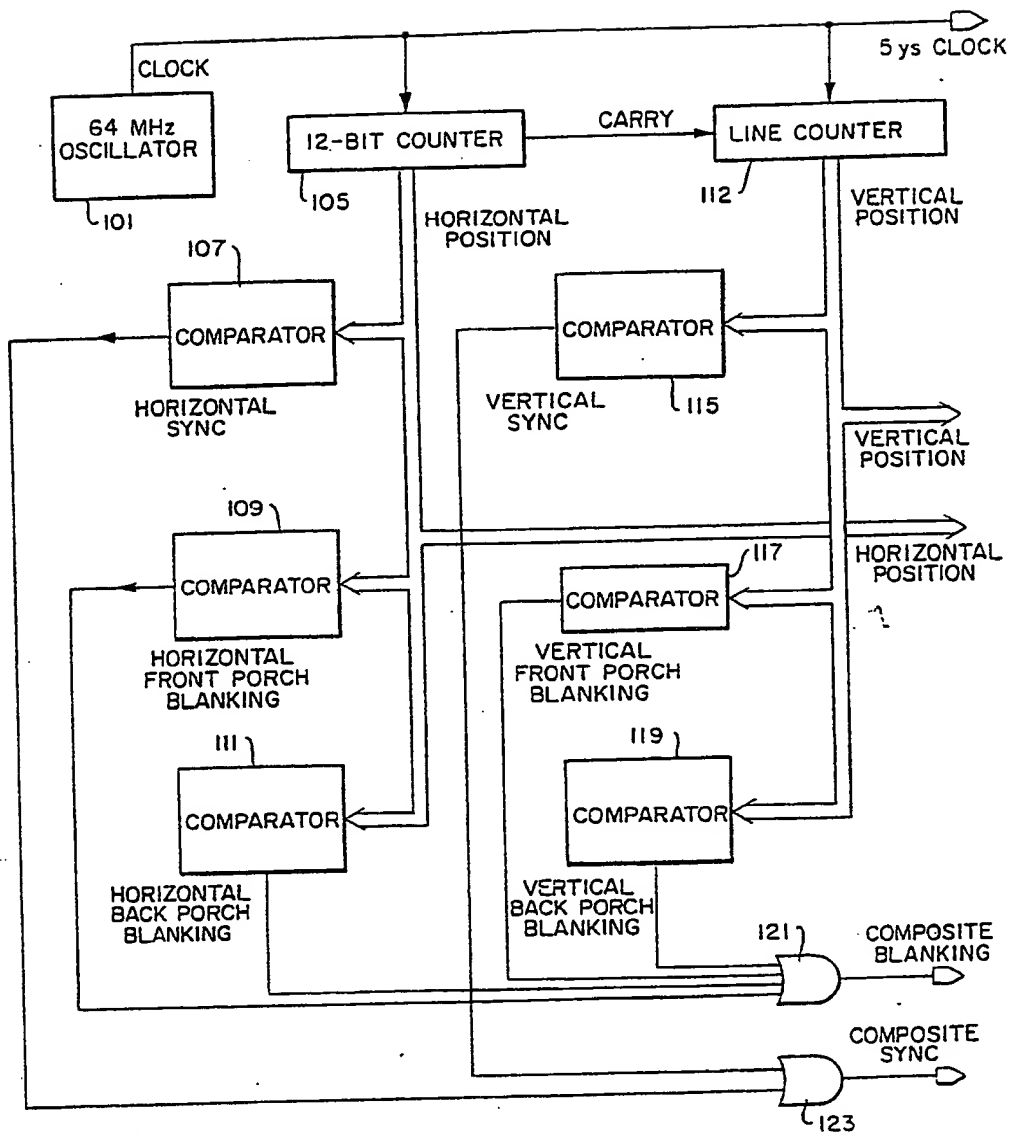 5 ys CLOCK
CLOCK
64 MHz
OSCILLATOR
101
12-BIT COUNTER
105
CARRY
LINE COUNTER
112
HORIZONTAL
POSITION
VERTICAL
POSITION
107
COMPARATOR
HORIZONTAL
SYNC
COMPARATOR
VERTICAL
SYNC
115
VERTICAL
POSITION
109
COMPARATOR
HORIZONTAL
FRONT PORCH
BLANKING
HORIZONTAL
POSITION
117
COMPARATOR
VERTICAL
FRONT PORCH
BLANKING
111
COMPARATOR
HORIZONTAL
BACK PORCH
BLANKING
119
COMPARATOR
VERTICAL
BACK PORCH
BLANKING
121
COMPOSITE
BLANKING
COMPOSITE
SYNC
123